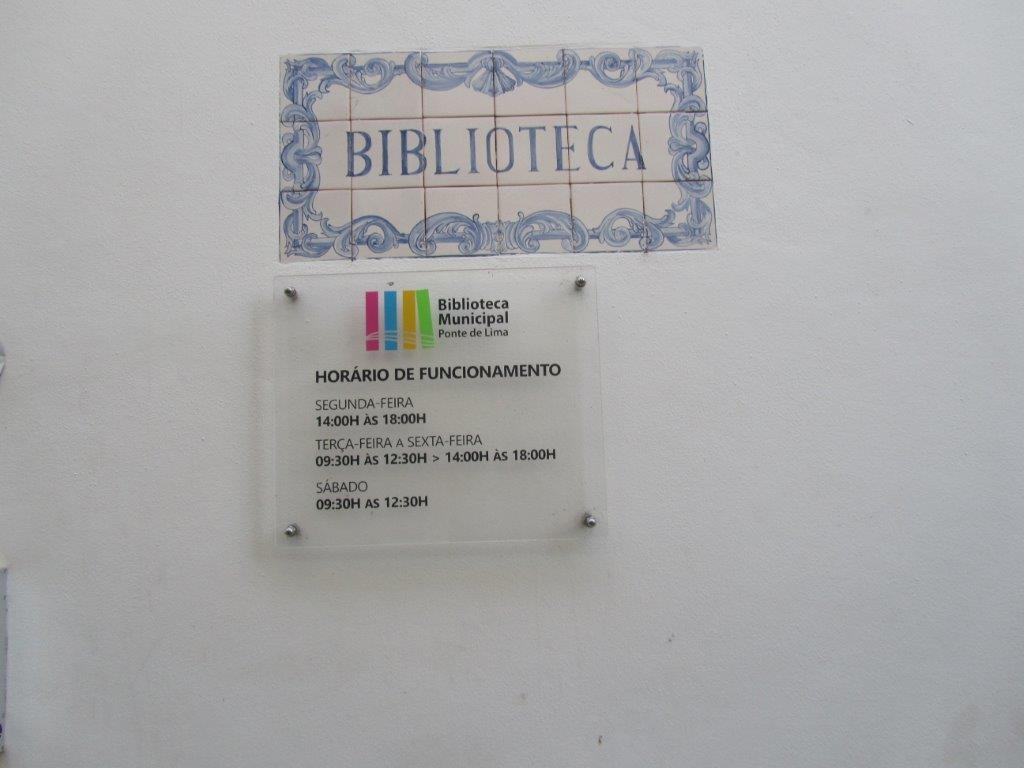 BIBLIOTECA
Biblioteca
Municipal
Ponte de Lima
HORÁRIO DE FUNCIONAMENTO
SEGUNDA-FEIRA
14:00H ÀS 18:00H
TERÇA-FEIRA A SEXTA-FEIRA
09:30H ÀS 12:30H > 14:00H ÀS 18:00H
SÁBADO
09:30H AS 12:30H